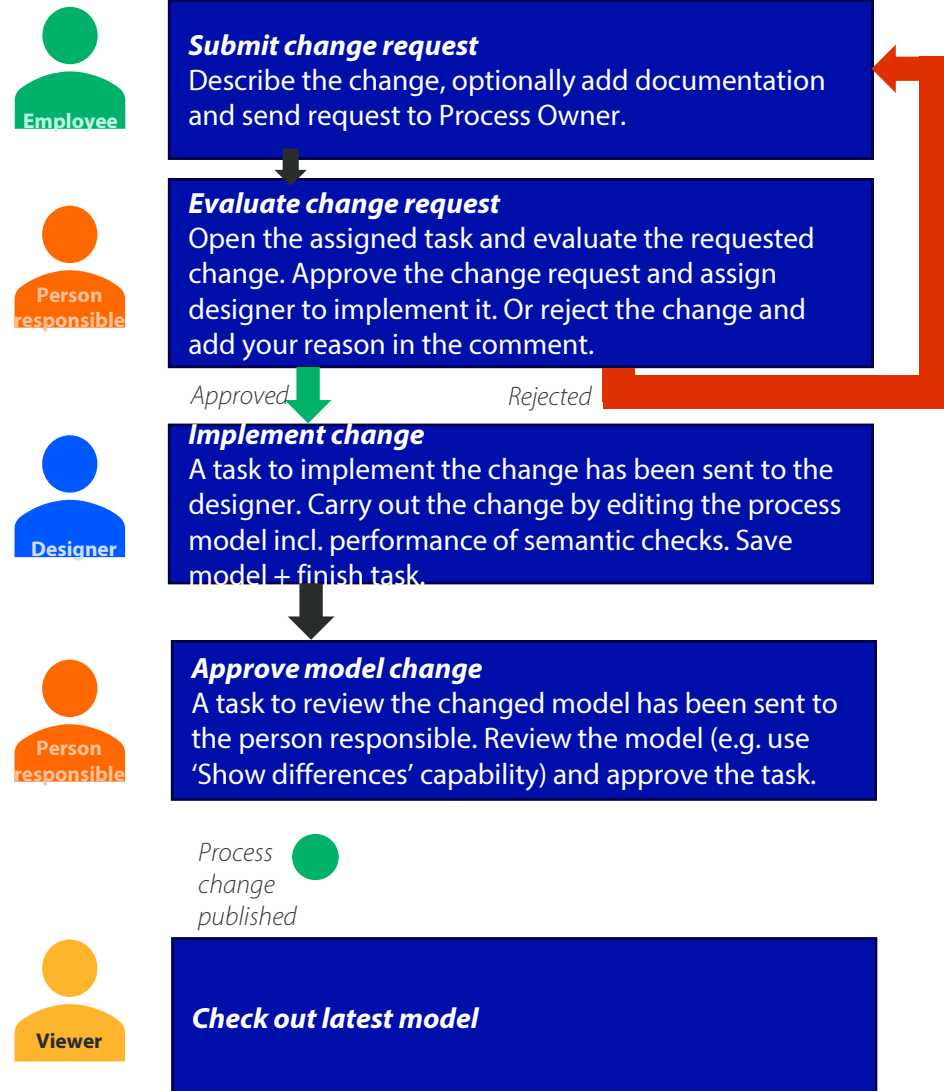 Employee
Submit change request
Describe the change, optionally add documentation
and send request to Process Owner.
Person
responsible
Evaluate change request
Open the assigned task and evaluate the requested
change. Approve the change request and assign
designer to implement it. Or reject the change and
add your reason in the comment.
Approved
Rejected
Designer
Implement change
A task to implement the change has been sent to the
designer. Carry out the change by editing the process
model incl. performance of semantic checks. Save
model + finish task.
Person
responsible
Approve model change
A task to review the changed model has been sent to
the person responsible. Review the model (e.g. use
‘Show differences’ capability) and approve the task.
Process
change
published
Viewer
Check out latest model